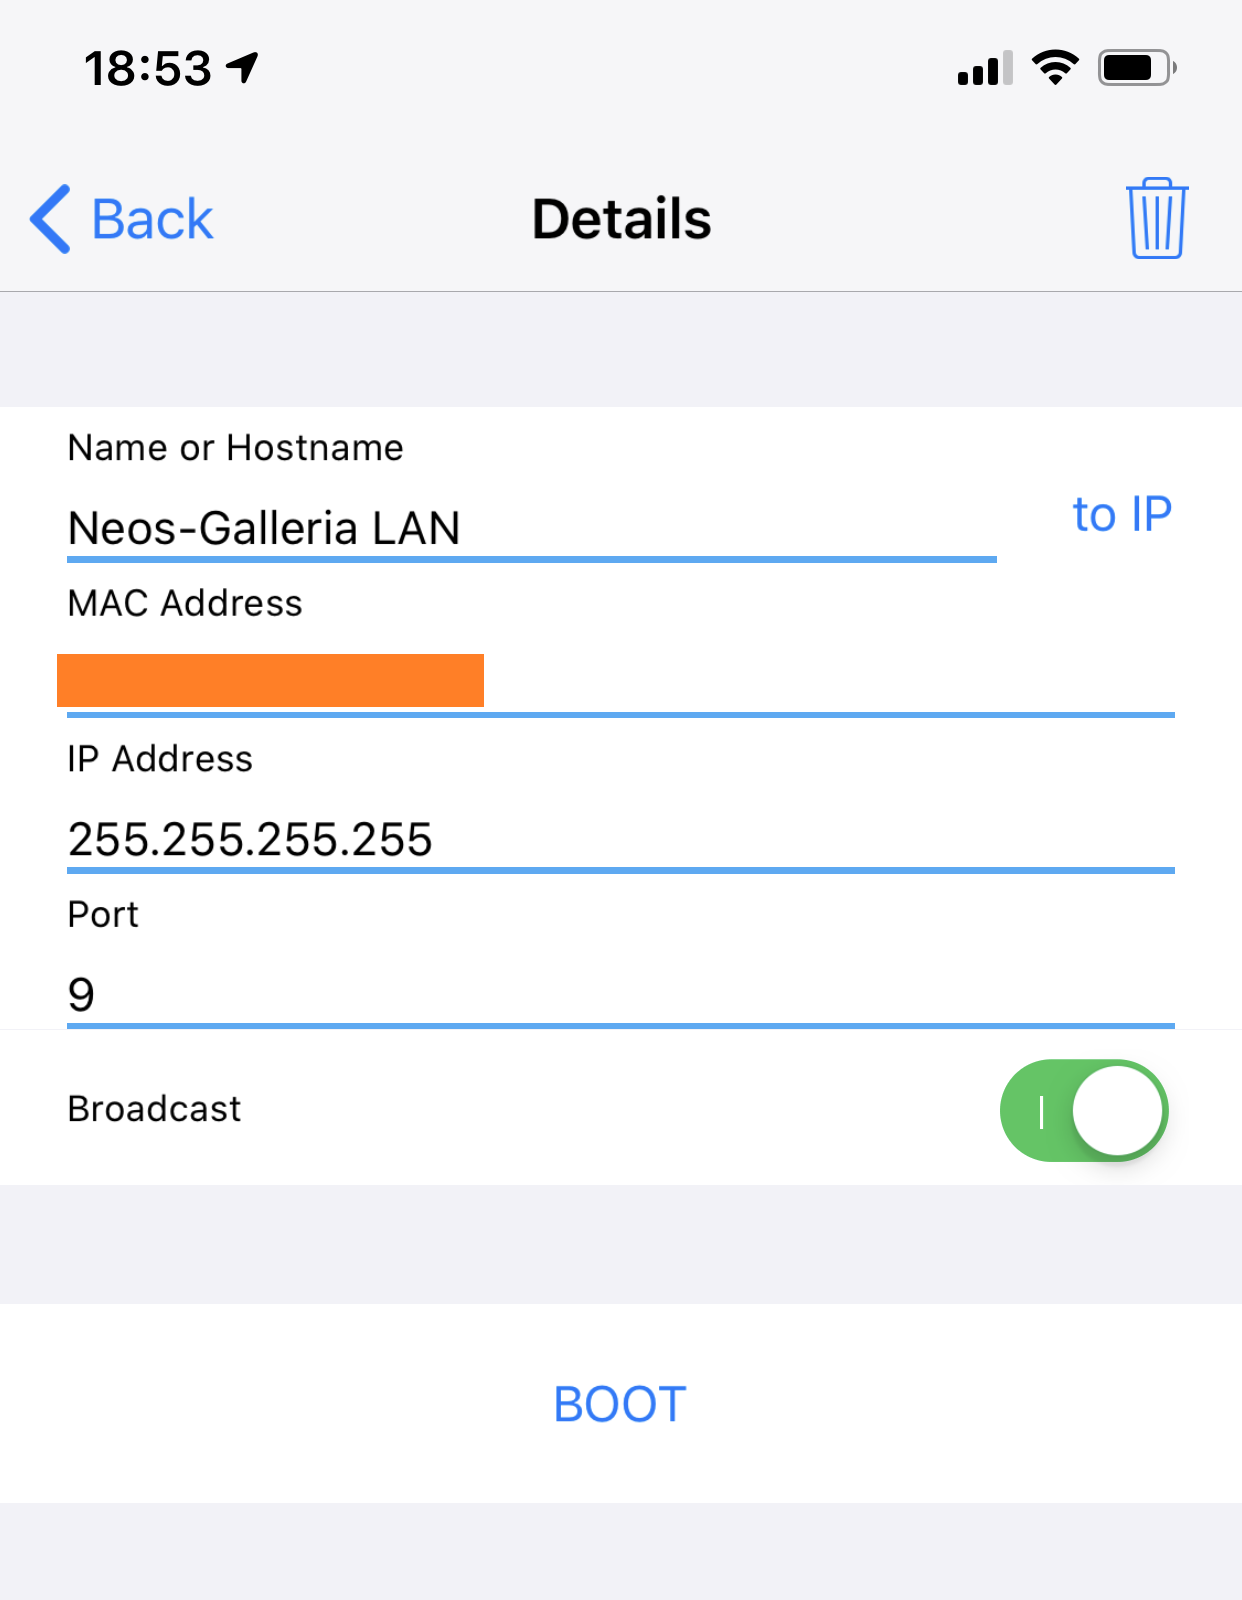 18:53
Back
Details
Name or Hostname
Neos-Galleria LAN
to IP
MAC Address
IP Address
255.255.255.255
Port
9
Broadcast
BOOT